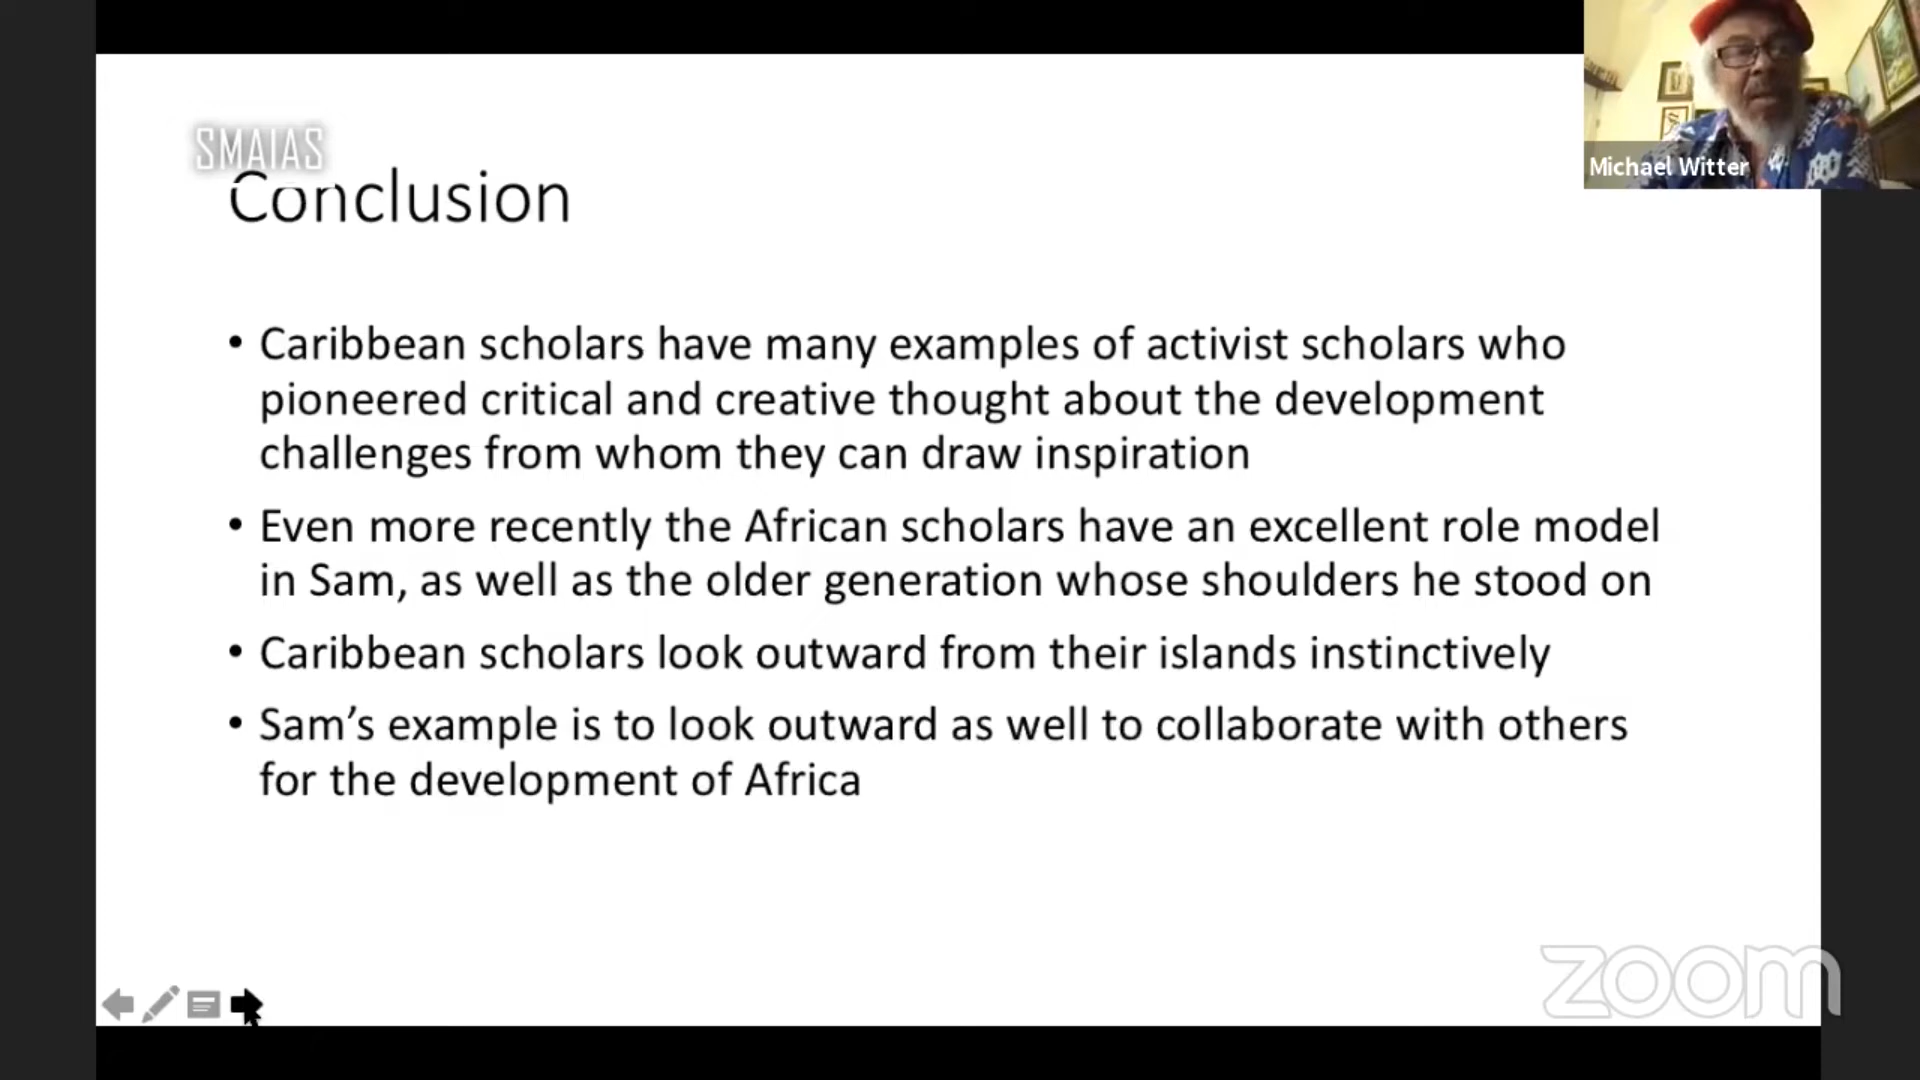 SMAIAS
Conclusion
Michael Witter
• Caribbean scholars have many examples of activist scholars who
pioneered critical and creative thought about the development
challenges from whom they can draw inspiration
• Even more recently the African scholars have an excellent role model
in Sam, as well as the older generation whose shoulders he stood on
• Caribbean scholars look outward from their islands instinctively
• Sam’s example is to look outward as well to collaborate with others
for the development of Africa
zoom